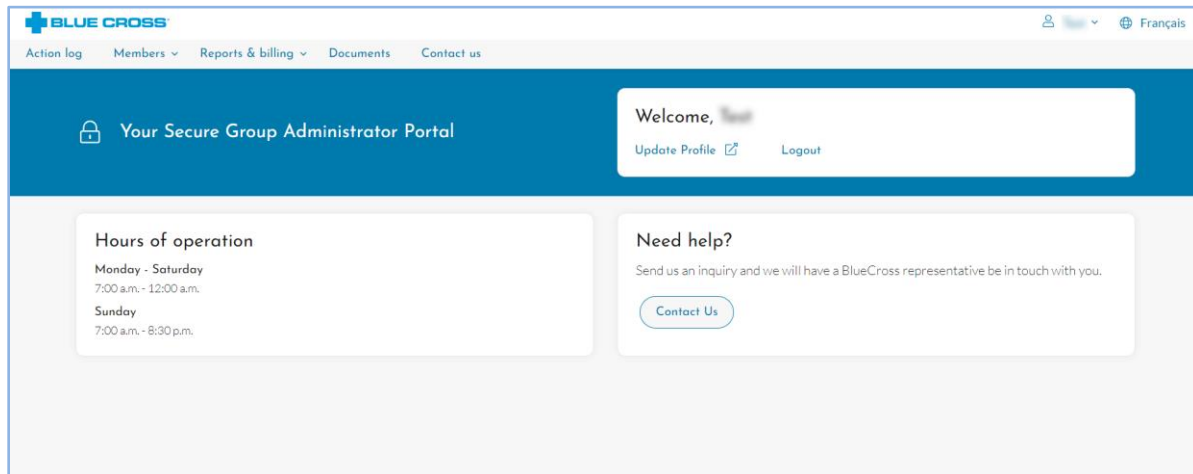 BLUE CROSS
Français
Action log Members Reports & billing Documents Contact us
Your Secure Group Administrator Portal
Welcome,
Update Profile Logout
Hours of operation
Monday - Saturday
7:00 a.m. - 12:00 a.m.
Sunday
7:00 a.m. - 8:30 p.m.
Need help?
Send us an inquiry and we will have a BlueCross representative be in touch with you.
Contact Us